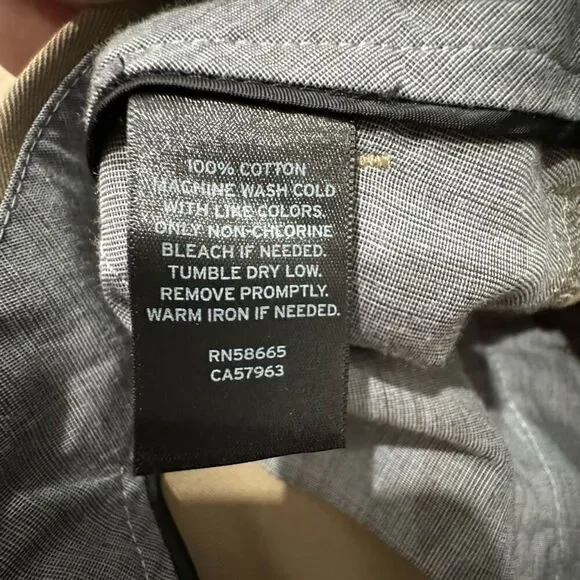 100% COTTON
MACHINE WASH COLD
WITH LIKE COLORS.
ONLY NON-CHLORINE
BLEACH IF NEEDED.
TUMBLE DRY LOW.
REMOVE PROMPTLY.
WARM IRON IF NEEDED.
RN58665
CA57963